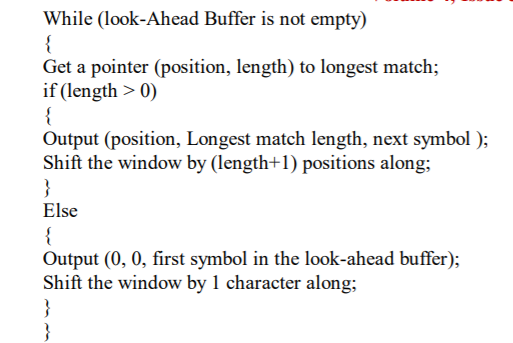 While (look-Ahead Buffer is not empty)
{
Get a pointer (position, length) to longest match;
if (length > 0)
{
Output (position, Longest match length, next symbol );
Shift the window by (length+1) positions along;
}
Else
{
Output (0, 0, first symbol in the look-ahead buffer);
Shift the window by 1 character along;
}
}